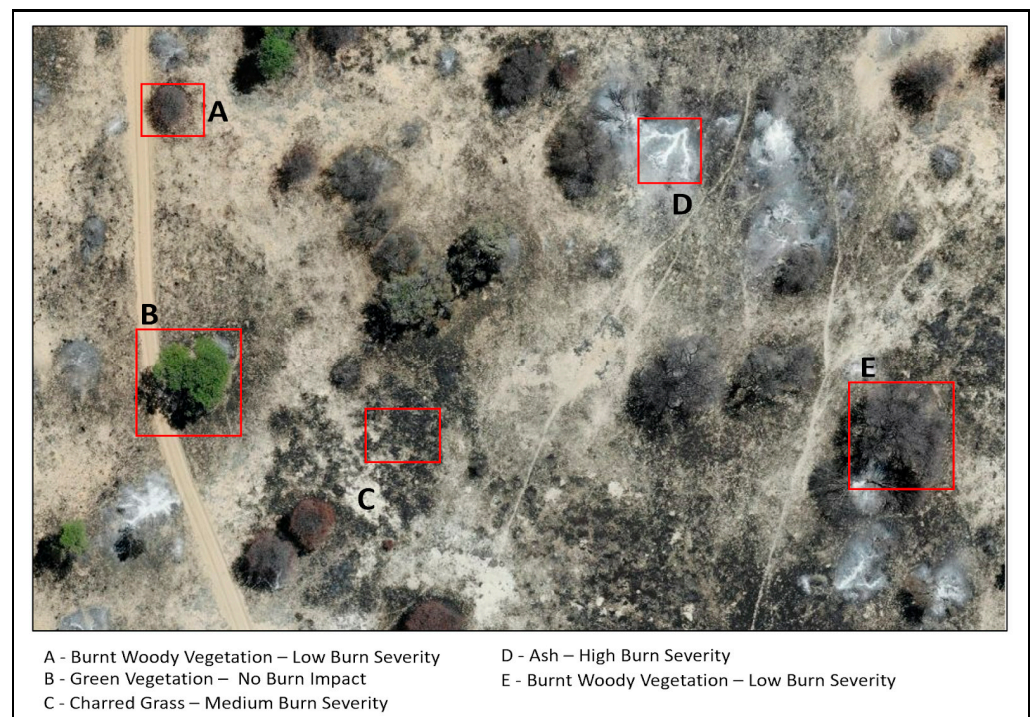 A
D
B
E
C
A - Burnt Woody Vegetation – Low Burn Severity
B - Green Vegetation – No Burn Impact
C - Charred Grass – Medium Burn Severity
D - Ash – High Burn Severity
E - Burnt Woody Vegetation – Low Burn Severity